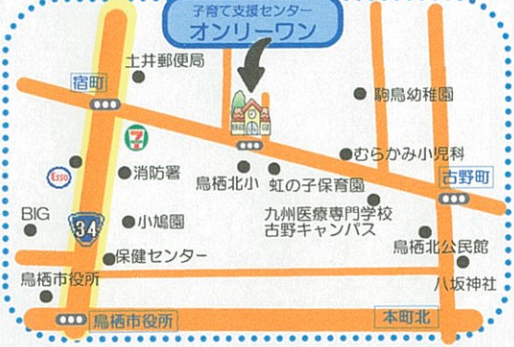 子育て支援センター
オンリーワン
土井郵便局
宿町
駒鳥幼稚園
7
むらかみ小児科
消防署
鳥栖北小
虹の子保育園
古野町
Esso
BIG
34
小鳩園
九州医療専門学校
古野キャンパス
鳥栖北公民館
保健センター
鳥栖市役所
八坂神社
鳥栖市役所
本町北